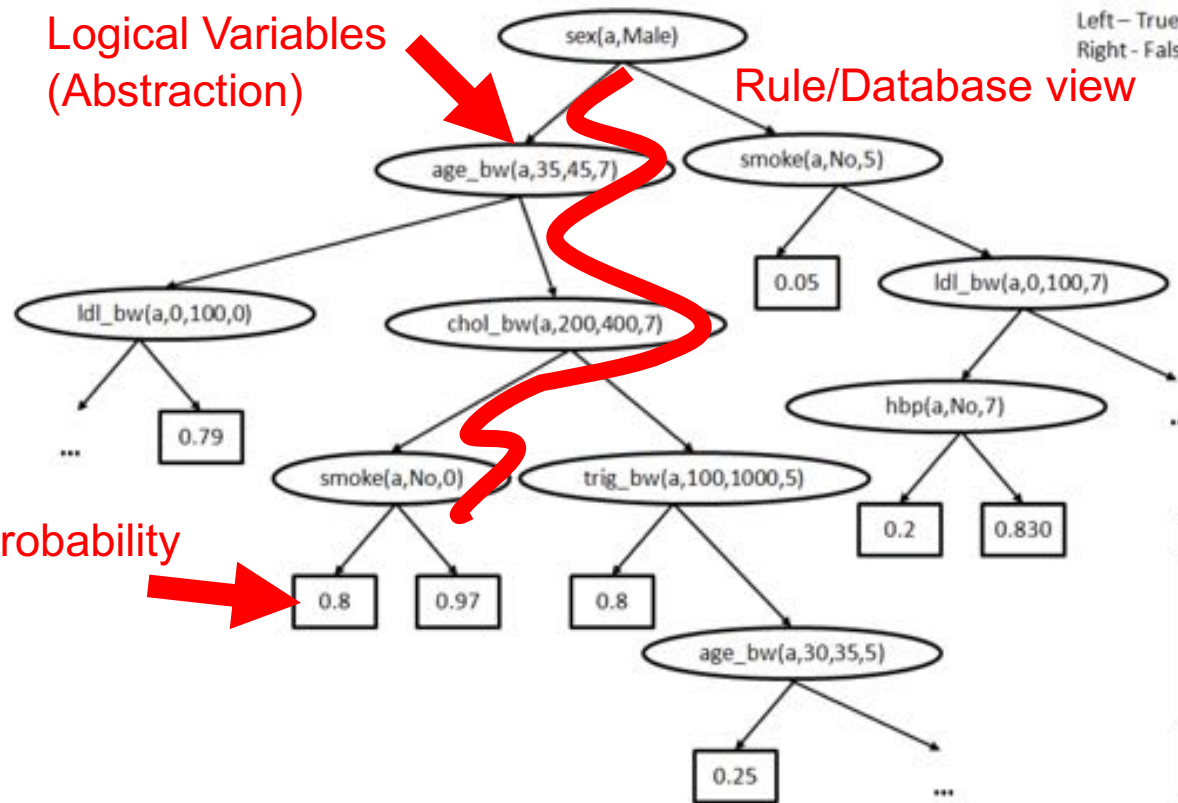 Logical Variables
(Abstraction)
sex(a,Male)
Left – True
Right - Fals
Rule/Database view
age_bw(a,35,45,7)
smoke(a,No,5)
ldl_bw(a,0,100,0)
chol_bw(a,200,400,7)
0.05
ldl_bw(a,0,100,7)
...
0.79
hbp(a,No,7)
smoke(a,No,0)
trig_bw(a,100,1000,5)
0.2
0.830
robability
0.8
0.97
0.8
age_bw(a,30,35,5)
0.25
...